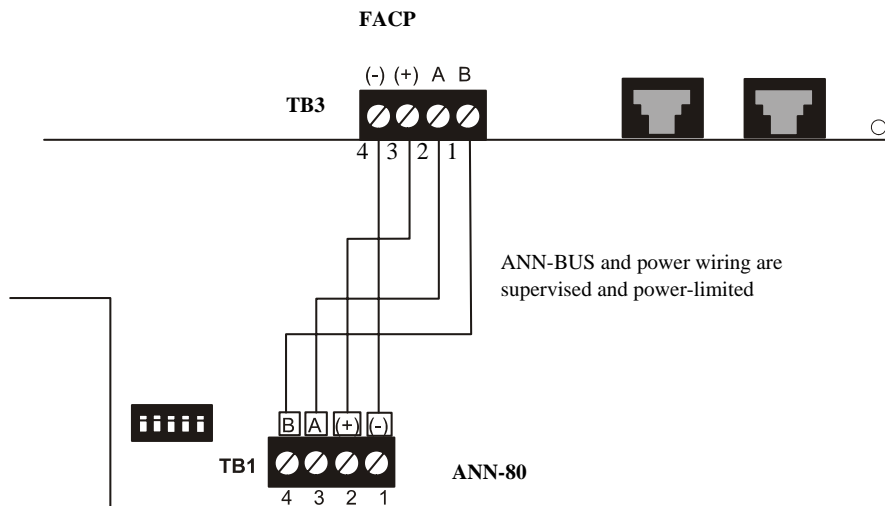 FACP
(-) (+) A B
TB3
4 3 2 1
ANN-BUS and power wiring are
supervised and power-limited
B A (+) (-)
TB1
ANN-80
4 3 2 1